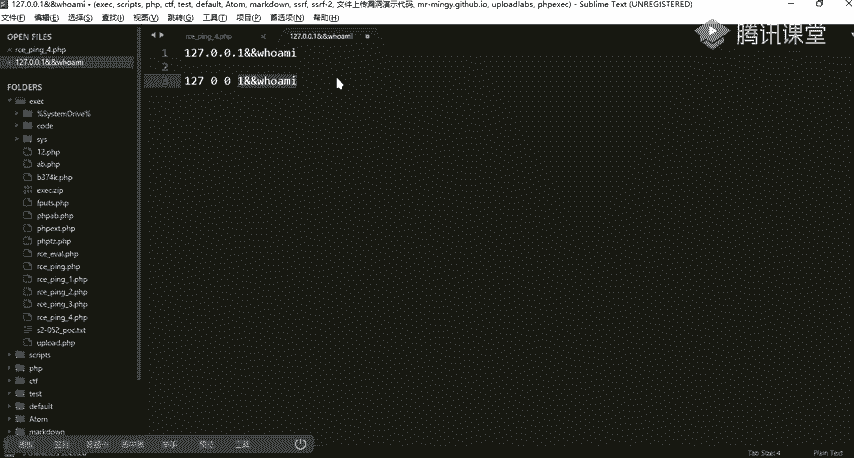 127.0.0.1&&whoami • (exec, scripts, php, ctf, test, default, Atom, markdown, ssrf, ssrf-2, 文件上传漏洞演示代码, mr-mingy.github.io, uploadlabs, phpexec) - Sublime Text (UNREGISTERED)
文件(F) 编辑(E) 选择(S) 查找(I) 视图(V) 跳转(G) 工具(T) 项目(P) 首选项(N) 帮助(H)
腾讯课堂
OPEN FILES
rce_ping_4.php
127.0.0.1&&whoami
FOLDERS
exec
%SystemDrive%
code
sys
12.php
ab.php
b374k.php
exec.zip
fputs.php
phpab.php
phpext.php
phptz.php
rce_eval.php
rce_ping.php
rce_ping_1.php
rce_ping_2.php
rce_ping_3.php
rce_ping_4.php
s2-052_poc.txt
upload.php
scripts
php
ctf
test
default
Atom
markdown
rce_ping_4.php 127.0.0.1&&whoami
1 127.0.0.1&&whoami
2
3 127 0 0 1&&whoami
Tab Size: 4 Plain Text